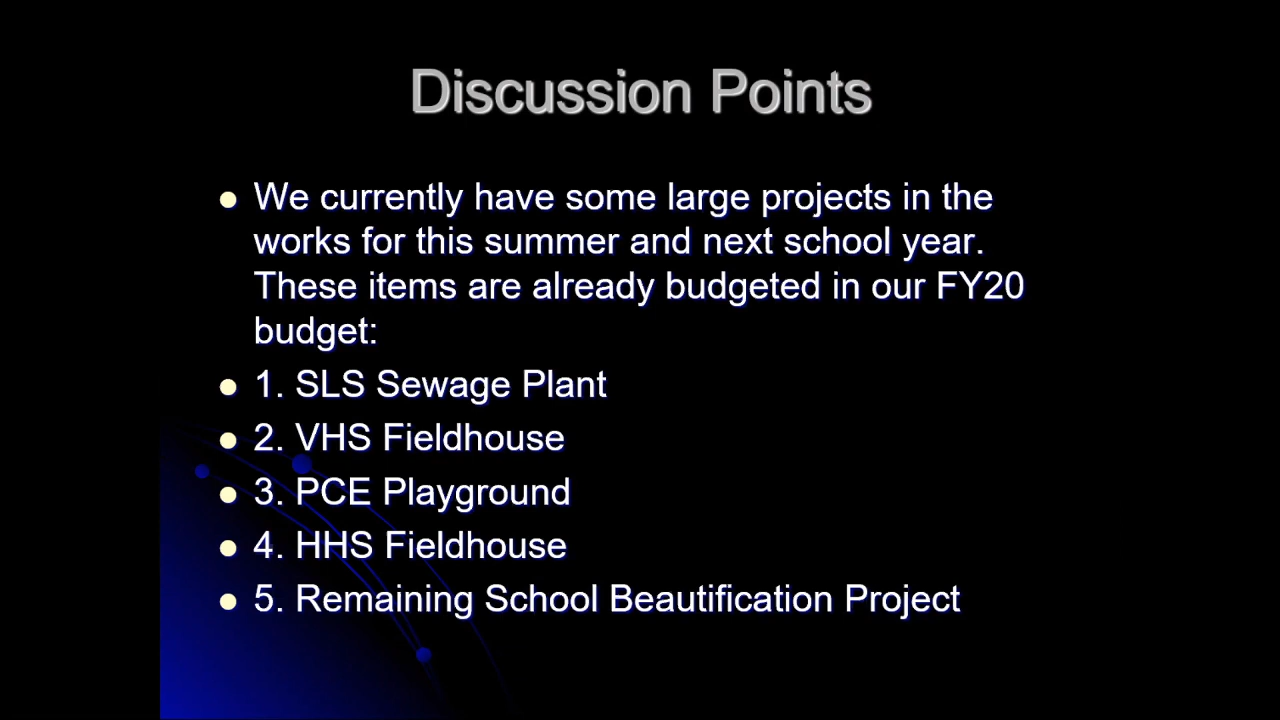 Discussion Points
We currently have some large projects in the
works for this summer and next school year.
These items are already budgeted in our FY20
budget:
1. SLS Sewage Plant
2. VHS Fieldhouse
3. PCE Playground
4. HHS Fieldhouse
5. Remaining School Beautification Project